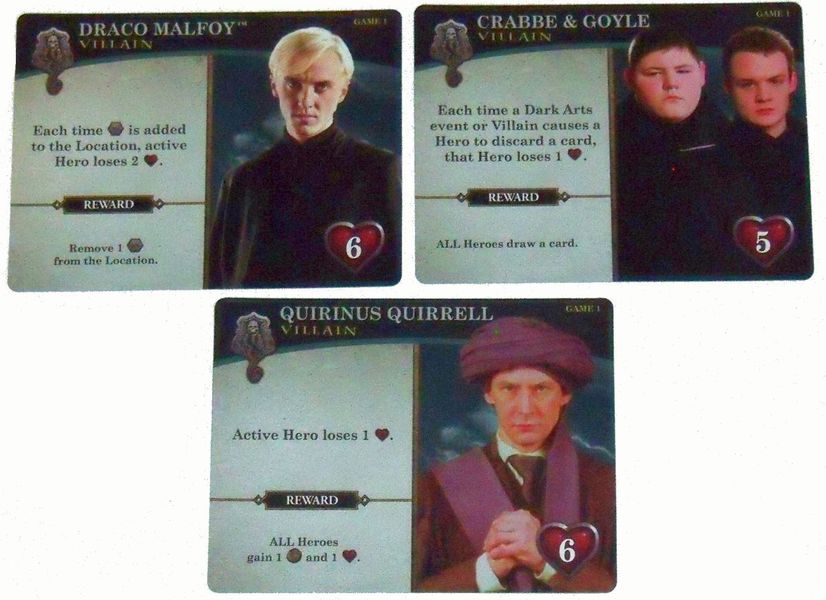 DRACO MALFOY™
GAME 1
VILLAIN
Each time is added
to the Location, active
Hero loses 2 .
REWARD
Remove 1
from the Location.
6
CRABBE & GOYLE
GAME 1
VILLAIN
Each time a Dark Arts
event or Villain causes a
Hero to discard a card,
that Hero loses 1 .
REWARD
ALL Heroes draw a card.
5
QUIRINUS QUIRRELL
GAME 1
VILLAIN
Active Hero loses 1 .
REWARD
ALL Heroes
gain 1 and 1 .
6